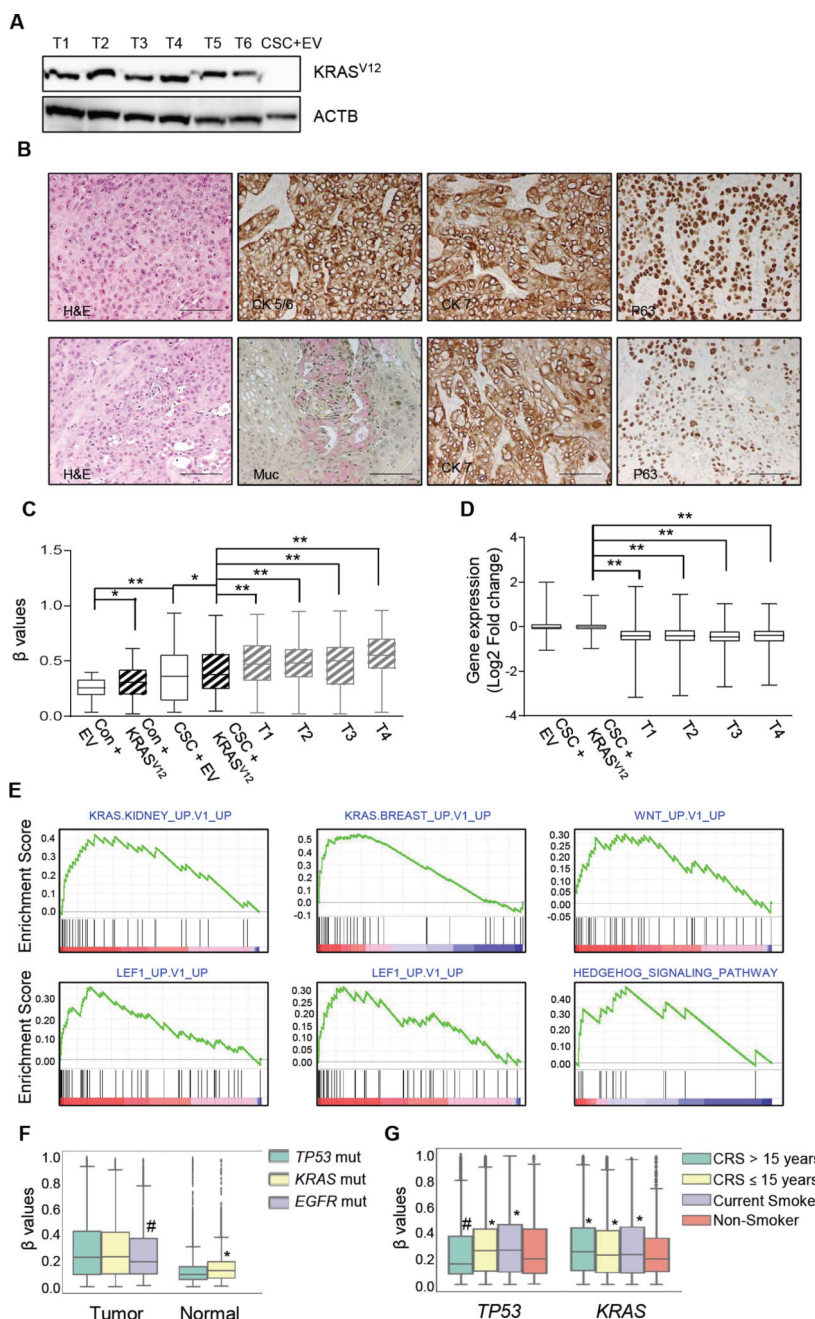 A
T1 T2 T3 T4 T5 T6 CSC+EV
KRASV12
ACTB
B
H&E CK 5/6 CK 7 P63
H&E Muc CK 7 P63
C
β values
1.5
1.0
0.5
0.0
Con + EV
Con + KRASV12
CSC + EV
CSC + KRASV12
T1
T2
T3
T4
* ** * ** ** ** **
D
Gene expression
(Log2 Fold change)
4
2
0
-2
-4
CSC + EV
CSC + KRASV12
T1
T2
T3
T4
** ** ** **
E
KRAS.KIDNEY_UP.V1_UP KRAS.BREAST_UP.V1_UP WNT_UP.V1_UP
Enrichment Score
0.4
0.3
0.2
0.1
0.0
0.5
0.4
0.3
0.2
0.1
0.0
-0.1
0.30
0.25
0.20
0.15
0.10
0.05
0.00
-0.05
LEF1_UP.V1_UP LEF1_UP.V1_UP HEDGEHOG_SIGNALING_PATHWAY
Enrichment Score
0.30
0.20
0.10
0.00
0.30
0.25
0.20
0.15
0.10
0.05
0.00
0.40
0.30
0.20
0.10
0.00
F
β values
1.0
0.8
0.6
0.4
0.2
0.0
# *
Tumor Normal
TP53 mut
KRAS mut
EGFR mut
G
β values
1.0
0.8
0.6
0.4
0.2
0.0
# * * * * *
TP53 KRAS
CRS > 15 years
CRS ≤ 15 years
Current Smoker
Non-Smoker